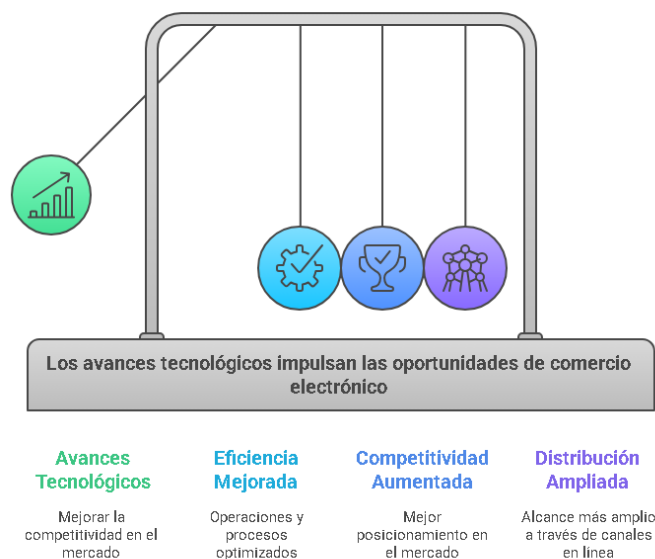 Los avances tecnológicos impulsan las oportunidades de comercio
electrónico
Avances
Tecnológicos
Mejorar la
competitividad en el
mercado
Eficiencia
Mejorada
Operaciones y
procesos
optimizados
Competitividad
Aumentada
Mejor
posicionamiento en
el mercado
Distribución
Ampliada
Alcance más amplio
a través de canales
en línea